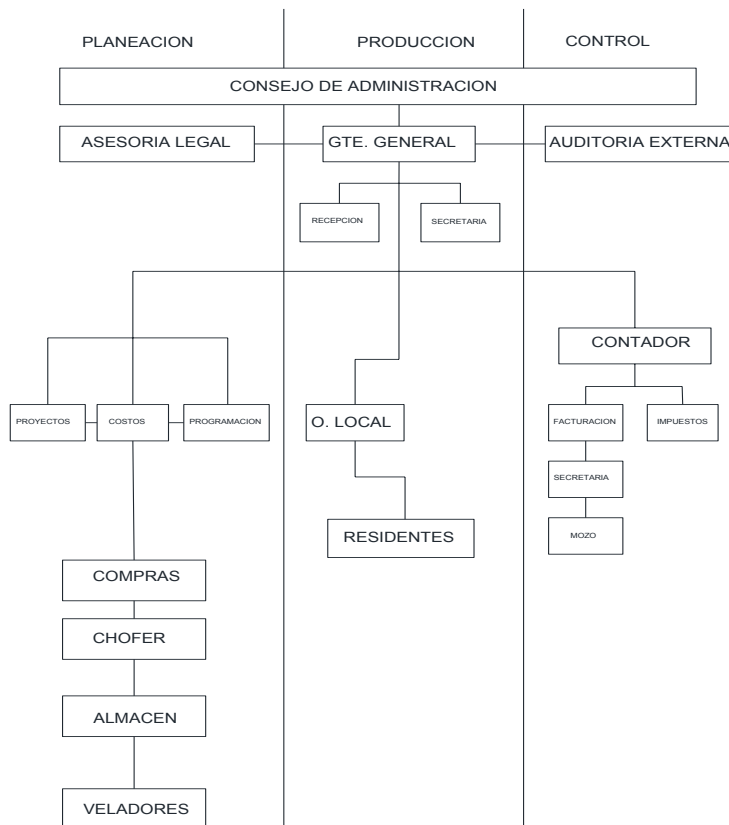 PLANEACION
PRODUCCION
CONTROL
CONSEJO DE ADMINISTRACION
ASESORIA LEGAL
GTE. GENERAL
AUDITORIA EXTERNA
RECEPCION
SECRETARIA
CONTADOR
PROYECTOS
COSTOS
PROGRAMACION
O. LOCAL
FACTURACION
IMPUESTOS
SECRETARIA
RESIDENTES
MOZO
COMPRAS
CHOFER
ALMACEN
VELADORES